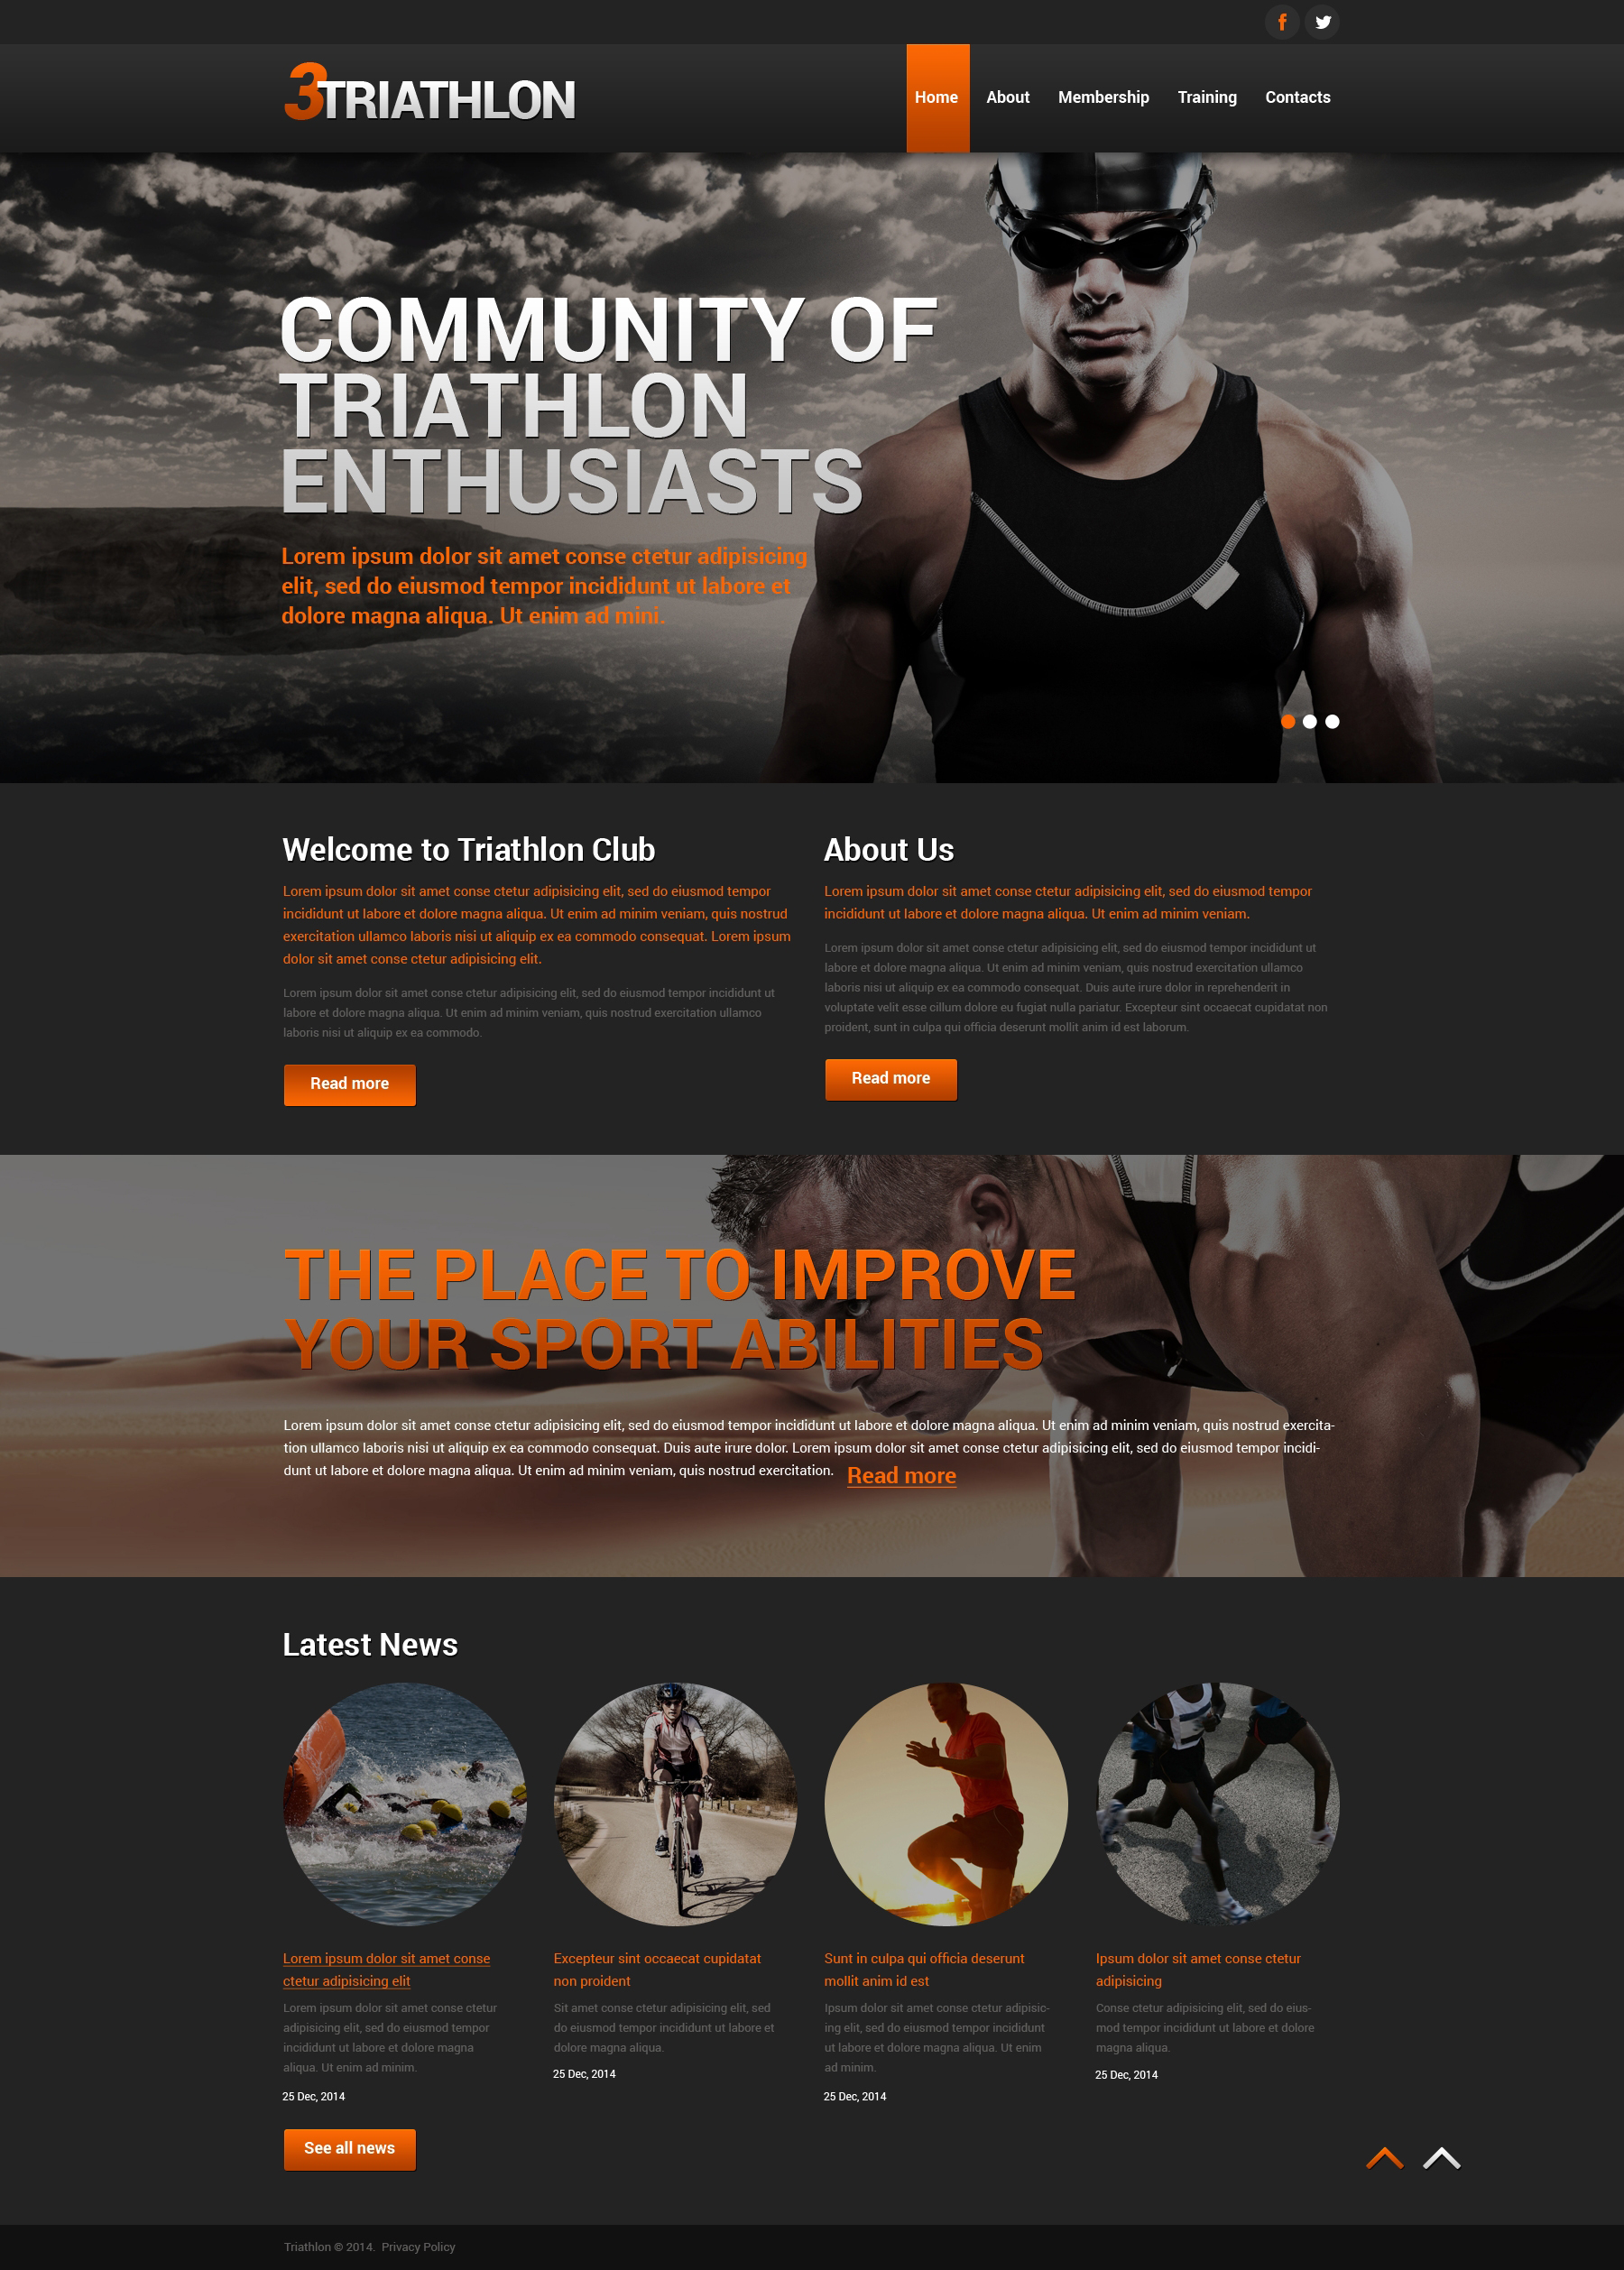 f
3TRIATHLON
Home About Membership Training Contacts
COMMUNITY OF
TRIATHLON
ENTHUSIASTS
Lorem ipsum dolor sit amet conse ctetur adipisicing
elit, sed do eiusmod tempor incididunt ut labore et
dolore magna aliqua. Ut enim ad mini.
Welcome to Triathlon Club
Lorem ipsum dolor sit amet conse ctetur adipisicing elit, sed do eiusmod tempor
incididunt ut labore et dolore magna aliqua. Ut enim ad minim veniam, quis nostrud
exercitation ullamco laboris nisi ut aliquip ex ea commodo consequat. Lorem ipsum
dolor sit amet conse ctetur adipisicing elit.
Lorem ipsum dolor sit amet conse ctetur adipisicing elit, sed do eiusmod tempor incididunt ut
labore et dolore magna aliqua. Ut enim ad minim veniam, quis nostrud exercitation ullamco
laboris nisi ut aliquip ex ea commodo.
Read more
About Us
Lorem ipsum dolor sit amet conse ctetur adipisicing elit, sed do eiusmod tempor
incididunt ut labore et dolore magna aliqua. Ut enim ad minim veniam.
Lorem ipsum dolor sit amet conse ctetur adipisicing elit, sed do eiusmod tempor incididunt ut
labore et dolore magna aliqua. Ut enim ad minim veniam, quis nostrud exercitation ullamco
laboris nisi ut aliquip ex ea commodo consequat. Duis aute irure dolor in reprehenderit in
voluptate velit esse cillum dolore eu fugiat nulla pariatur. Excepteur sint occaecat cupidatat non
proident, sunt in culpa qui officia deserunt mollit anim id est laborum.
Read more
THE PLACE TO IMPROVE
YOUR SPORT ABILITIES
Lorem ipsum dolor sit amet conse ctetur adipisicing elit, sed do eiusmod tempor incididunt ut labore et dolore magna aliqua. Ut enim ad minim veniam, quis nostrud exercita-
tion ullamco laboris nisi ut aliquip ex ea commodo consequat. Duis aute irure dolor. Lorem ipsum dolor sit amet conse ctetur adipisicing elit, sed do eiusmod tempor incidi-
dunt ut labore et dolore magna aliqua. Ut enim ad minim veniam, quis nostrud exercitation. Read more
Latest News
Lorem ipsum dolor sit amet conse
ctetur adipisicing elit
Lorem ipsum dolor sit amet conse ctetur
adipisicing elit, sed do eiusmod tempor
incididunt ut labore et dolore magna
aliqua. Ut enim ad minim.
25 Dec, 2014
Excepteur sint occaecat cupidatat
non proident
Sit amet conse ctetur adipisicing elit, sed
do eiusmod tempor incididunt ut labore et
dolore magna aliqua.
25 Dec, 2014
Sunt in culpa qui officia deserunt
mollit anim id est
Ipsum dolor sit amet conse ctetur adipisic-
ing elit, sed do eiusmod tempor incididunt
ut labore et dolore magna aliqua. Ut enim
ad minim.
25 Dec, 2014
Ipsum dolor sit amet conse ctetur
adipisicing
Conse ctetur adipisicing elit, sed do eius-
mod tempor incididunt ut labore et dolore
magna aliqua.
25 Dec, 2014
See all news
Triathlon © 2014. Privacy Policy